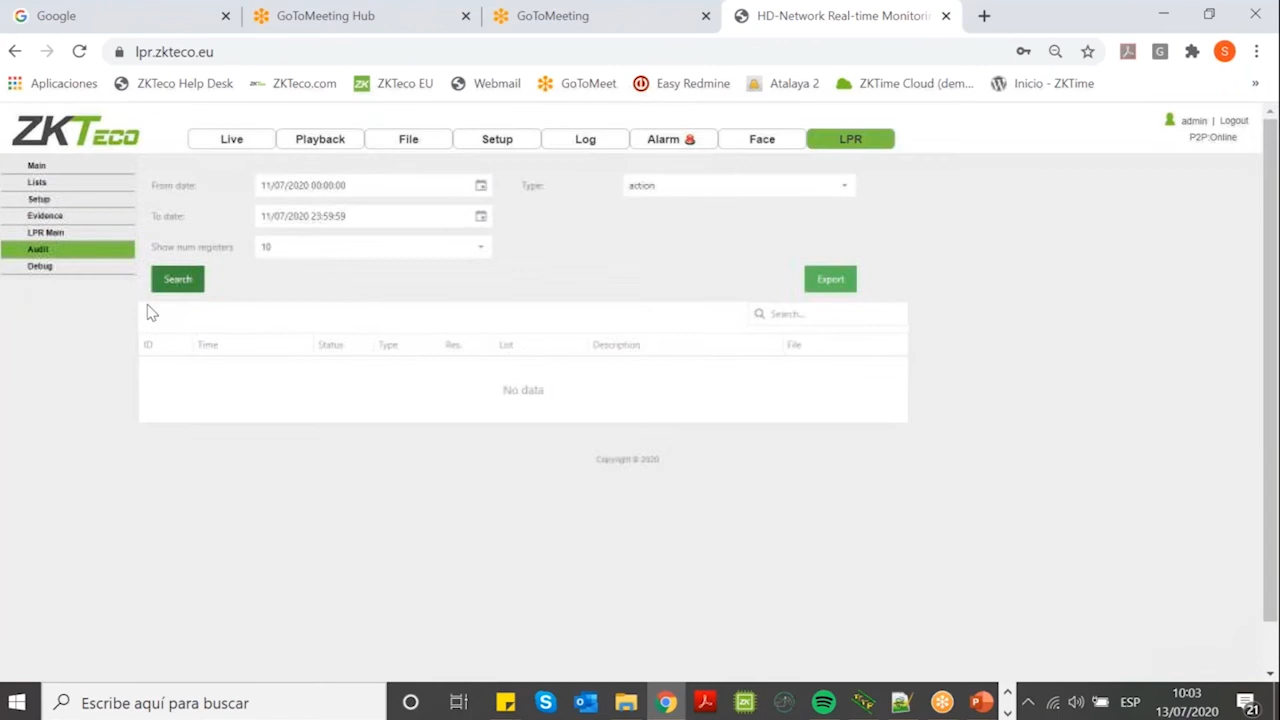 Google
GoToMeeting Hub
GoToMeeting
HD-Network Real-time Monitorin
lpr.zkteco.eu
Aplicaciones
ZKTeco Help Desk
ZKTeco.com
ZKTeco EU
Webmail
GoToMeet
Easy Redmine
Atalaya 2
ZKTime Cloud (dem...
Inicio - ZKTime
»
ZKTeco
Live
Playback
File
Setup
Log
Alarm
Face
LPR
admin | Logout
P2P:Online
Main
Lists
Setup
Evidence
LPR Main
Audit
Debug
From date:
11/07/2020 00:00:00
Type:
action
To date:
11/07/2020 23:59:59
Show num registers
10
Search
Export
Search...
ID
Time
Status
Type
Res.
List
Description
File
No data
Copyright © 2020
Escribe aquí para buscar
ESP
10:03
13/07/2020
21